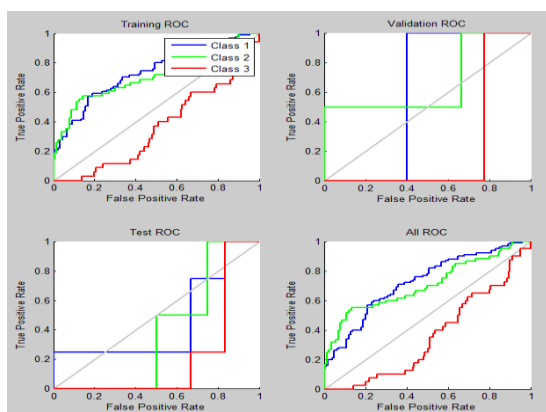 Training ROC
True Positive Rate
1
0.8
0.6
0.4
0.2
0
Class 1
Class 2
Class 3
0 0.2 0.4 0.6 0.8 1
False Positive Rate
Validation ROC
True Positive Rate
1
0.8
0.6
0.4
0.2
0
0 0.2 0.4 0.6 0.8 1
False Positive Rate
Test ROC
True Positive Rate
1
0.8
0.6
0.4
0.2
0
0 0.2 0.4 0.6 0.8 1
False Positive Rate
All ROC
True Positive Rate
1
0.8
0.6
0.4
0.2
0
0 0.2 0.4 0.6 0.8 1
False Positive Rate